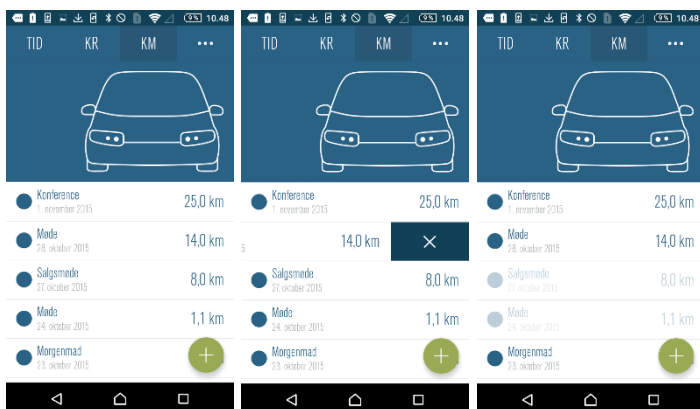 9% 10.48
TID KR KM
Konference
1. november 2015
25,0 km
Møde
28. oktober 2015
14,0 km
Salgsmøde
27. oktober 2015
8,0 km
Møde
24. oktober 2015
1,1 km
Morgenmad
23. oktober 2015
9% 10.48
TID KR KM
Konference
1. november 2015
25,0 km
5
14,0 km
Salgsmøde
27. oktober 2015
8,0 km
Møde
24. oktober 2015
1,1 km
Morgenmad
23. oktober 2015
9% 10.48
TID KR KM
Konference
1. november 2015
25,0 km
Møde
28. oktober 2015
14,0 km
Salgsmøde
27. oktober 2015
8,0 km
Møde
24. oktober 2015
1,1 km
Morgenmad
23. oktober 2015